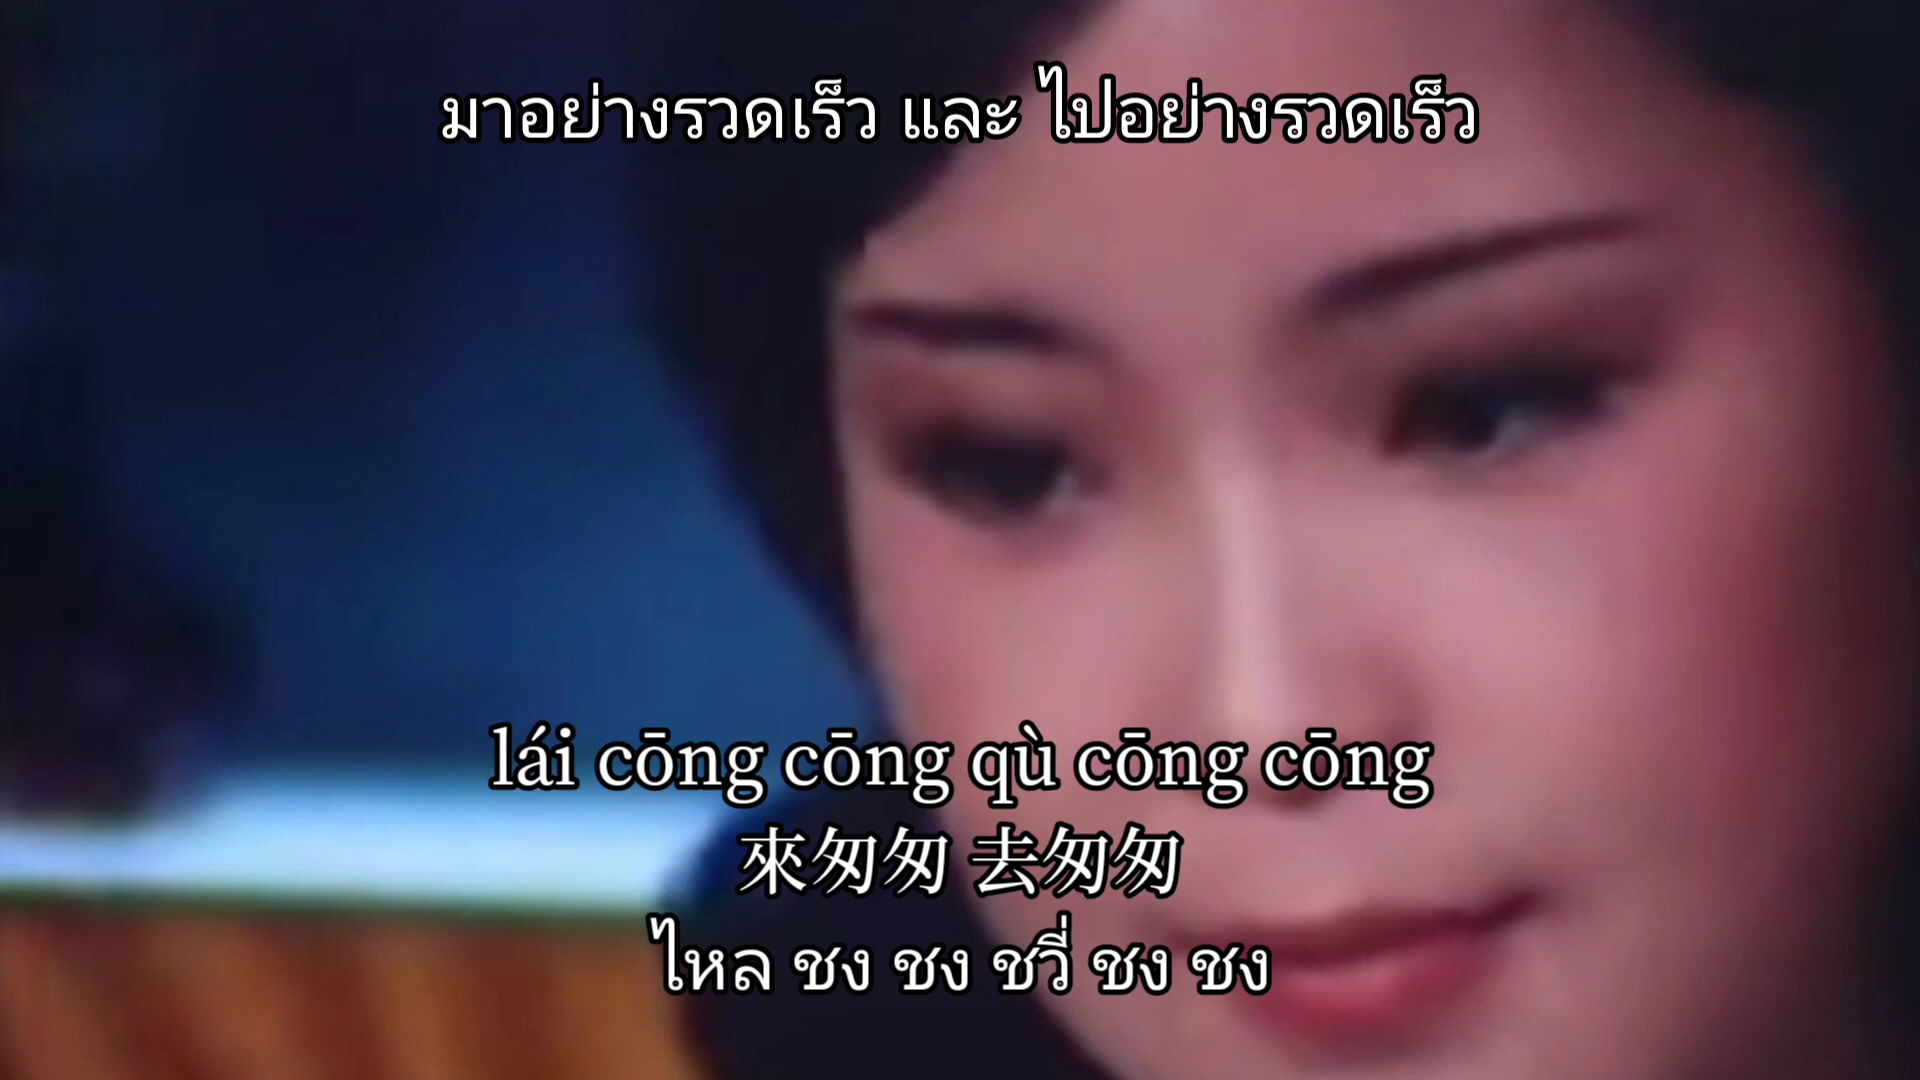 มาอย่างรวดเร็ว และ ไปอย่างรวดเร็ว
lái cōng cōng qù cōng cōng
來匆匆 去匆匆
ไหล ชง ชง ชวี่ ชง ชง